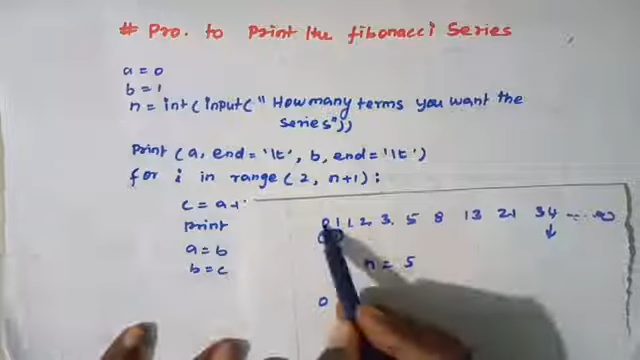 # Pro. to Print the fibonacci Series
a = 0
b = 1
n = int(input("How many terms you want the
series"))
Print (a, end = '\t', b, end = '\t')
for i in range (2, n+1):
c = a+
print
a = b
b = c
0 1 1 2 3 5 8 13 21 34 ... ∞
n = 5
0